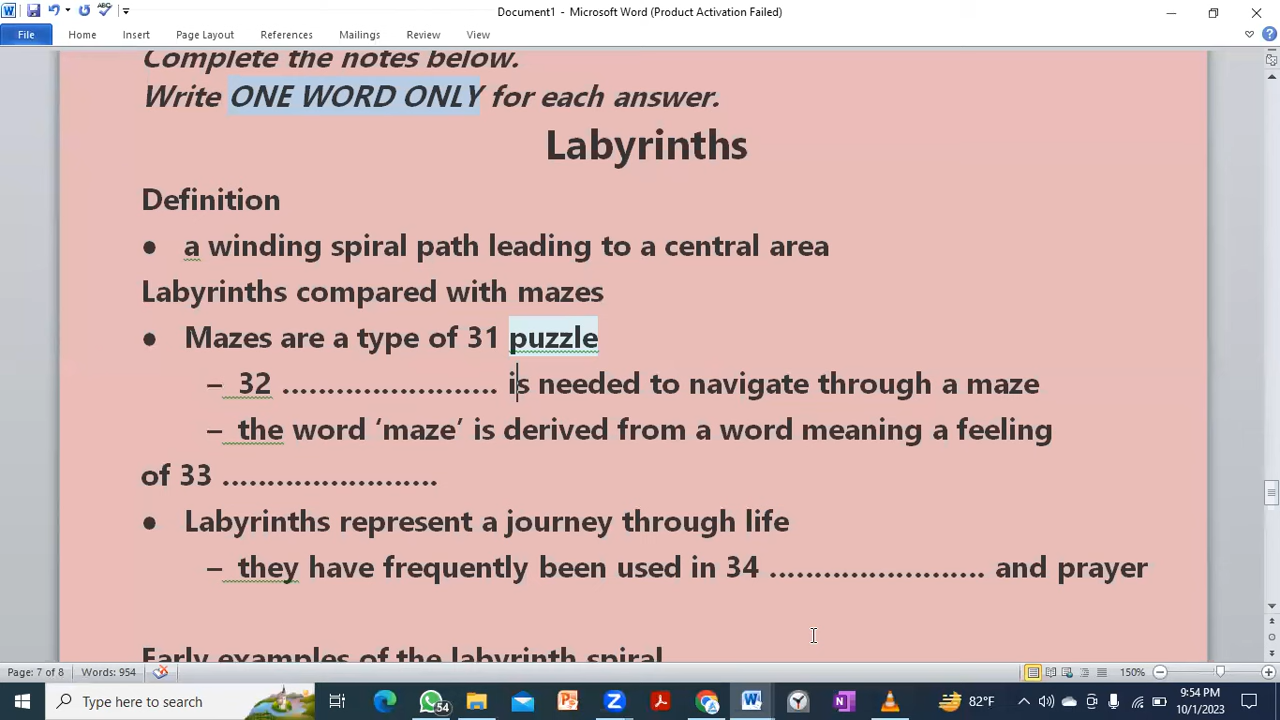 Document1 - Microsoft Word (Product Activation Failed)
File Home Insert Page Layout References Mailings Review View
Complete the notes below.
Write ONE WORD ONLY for each answer.
Labyrinths
Definition
● a winding spiral path leading to a central area
Labyrinths compared with mazes
● Mazes are a type of 31 puzzle
– 32 ........................ is needed to navigate through a maze
– the word ‘maze’ is derived from a word meaning a feeling
of 33 ........................
● Labyrinths represent a journey through life
– they have frequently been used in 34 ........................ and prayer
Early examples of the labyrinth spiral
Page: 7 of 8 Words: 954 150%
Type here to search 54 82°F 9:54 PM
10/1/2023